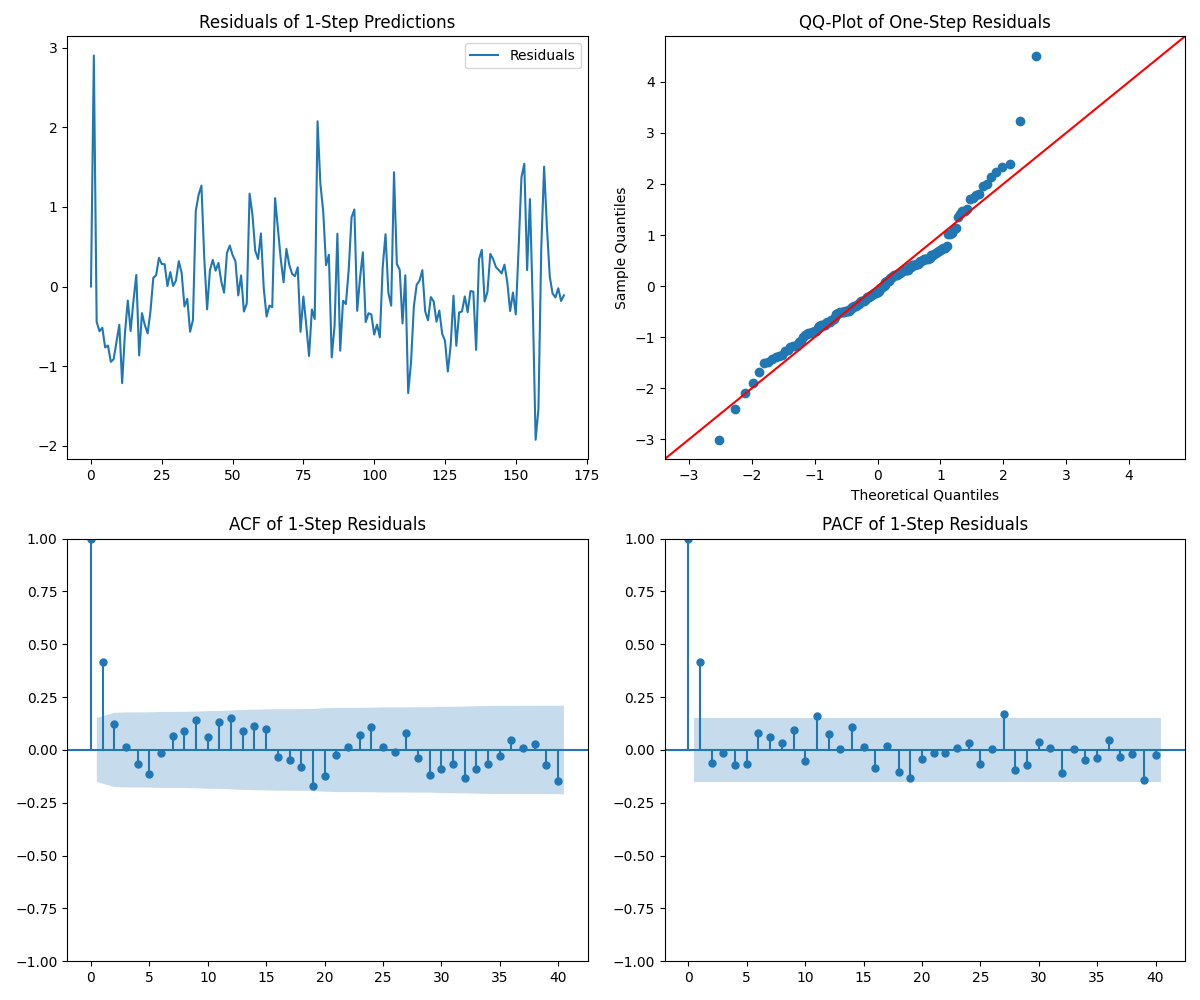 Residuals of 1-Step Predictions
3
2
1
0
−1
−2
Residuals
0 25 50 75 100 125 150 175
QQ-Plot of One-Step Residuals
Sample Quantiles
4
3
2
1
0
−1
−2
−3
−3 −2 −1 0 1 2 3 4
Theoretical Quantiles
ACF of 1-Step Residuals
1.00
0.75
0.50
0.25
0.00
−0.25
−0.50
−0.75
−1.00
0 5 10 15 20 25 30 35 40
PACF of 1-Step Residuals
1.00
0.75
0.50
0.25
0.00
−0.25
−0.50
−0.75
−1.00
0 5 10 15 20 25 30 35 40